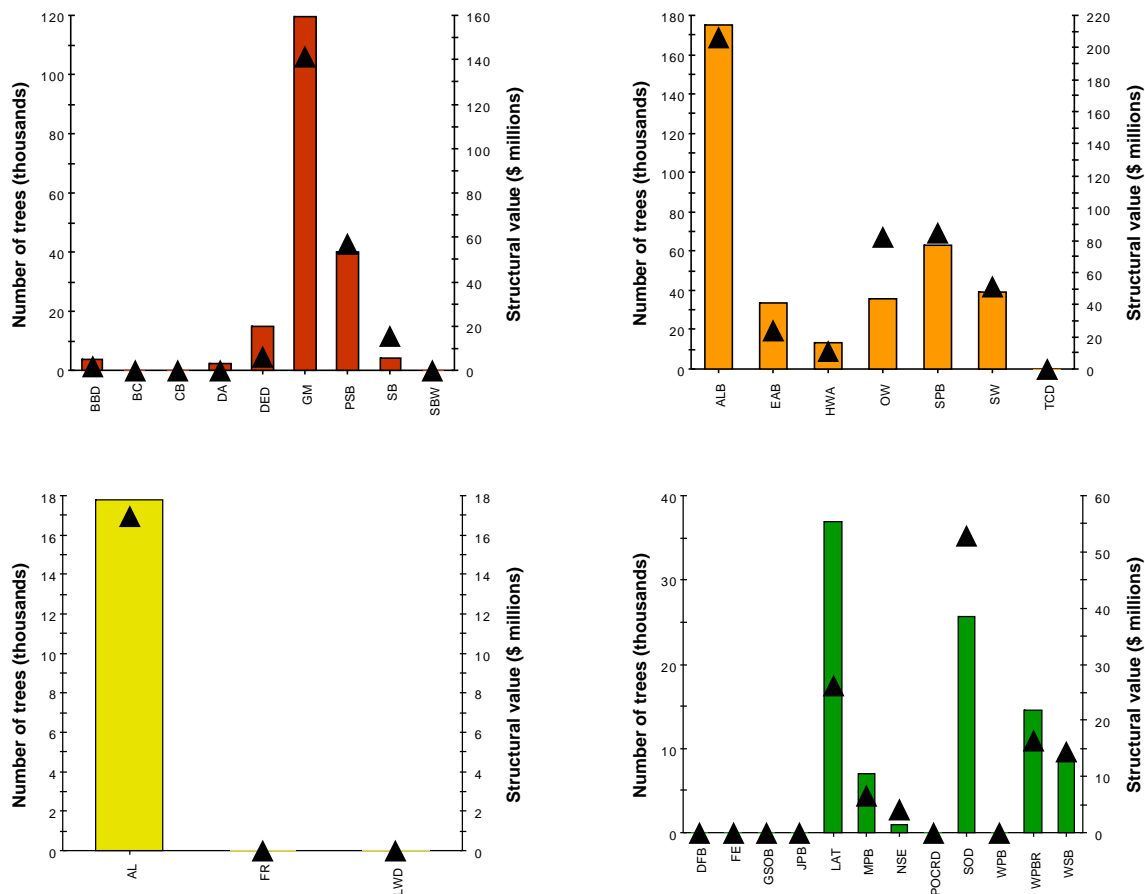 Number of trees (thousands)
120
100
80
60
40
20
0
160
140
120
100
80
60
40
20
0
Structural value ($ millions)
BBD
BC
CB
DA
DED
GM
PSB
SB
SBW
Number of trees (thousands)
180
160
140
120
100
80
60
40
20
0
220
200
180
160
140
120
100
80
60
40
20
0
Structural value ($ millions)
ALB
EAB
HWA
OW
SPB
SW
TCD
Number of trees (thousands)
18
16
14
12
10
8
6
4
2
0
18
16
14
12
10
8
6
4
2
0
Structural value ($ millions)
AL
FR
LWD
Number of trees (thousands)
40
30
20
10
0
60
50
40
30
20
10
0
Structural value ($ millions)
DFB
FE
GSOB
JPB
LAT
MPB
NSE
POCRD
SOD
WPB
WPBR
WSB